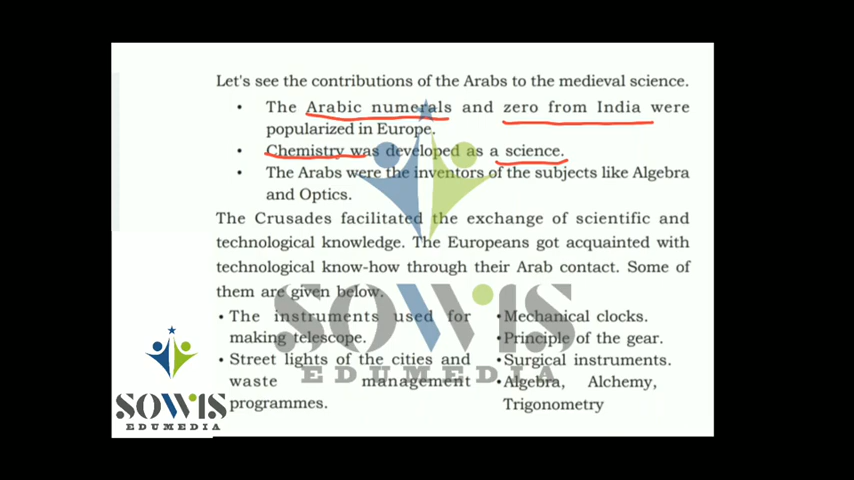 Let's see the contributions of the Arabs to the medieval science.
• The Arabic numerals and zero from India were
popularized in Europe.
• Chemistry was developed as a science.
• The Arabs were the inventors of the subjects like Algebra
and Optics.
The Crusades facilitated the exchange of scientific and
technological knowledge. The Europeans got acquainted with
technological know-how through their Arab contact. Some of
them are given below.
• The instruments used for
making telescope.
• Street lights of the cities and
waste management
programmes.
• Mechanical clocks.
• Principle of the gear.
• Surgical instruments.
• Algebra, Alchemy,
Trigonometry
SOWIS
EDUMEDIA
SOWIS
EDUMEDIA